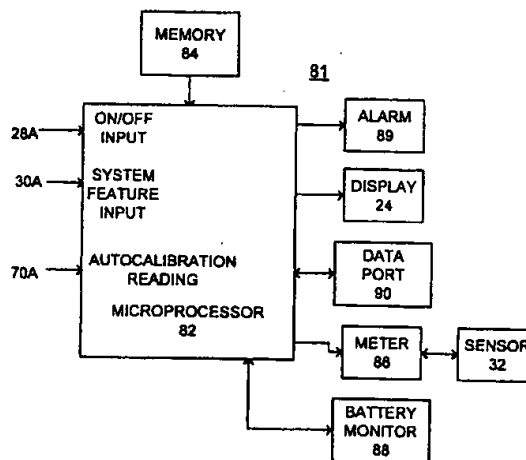 MEMORY
84
81
28A
ON/OFF
INPUT
ALARM
89
30A
SYSTEM
FEATURE
INPUT
DISPLAY
24
70A
AUTOCALIBRATION
READING
DATA
PORT
90
MICROPROCESSOR
82
METER
86
SENSOR
32
BATTERY
MONITOR
88